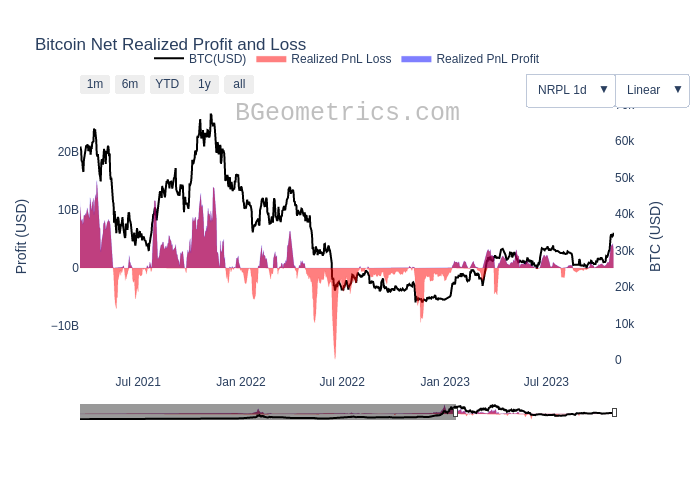 Bitcoin Net Realized Profit and Loss
BTC(USD) Realized PnL Loss Realized PnL Profit
1m 6m YTD 1y all
NRPL 1d ▼ Linear ▼
BGeometrics.com
20B
10B
0
−10B
Profit (USD)
60k
50k
40k
30k
20k
10k
0
BTC (USD)
Jul 2021 Jan 2022 Jul 2022 Jan 2023 Jul 2023